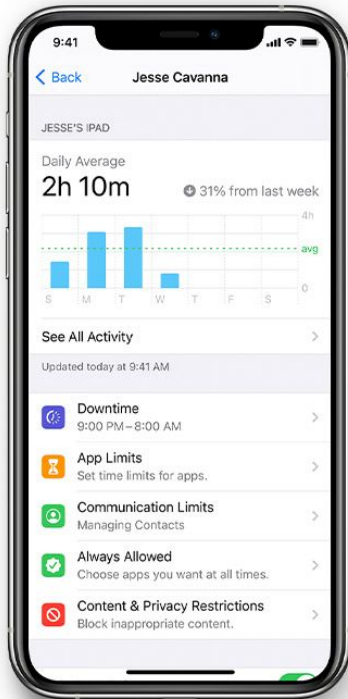 9:41
Back
Jesse Cavanna
JESSE'S IPAD
Daily Average
2h 10m
31% from last week
4h
avg
0
S M T W T F S
See All Activity
Updated today at 9:41 AM
Downtime
9:00 PM – 8:00 AM
App Limits
Set time limits for apps.
Communication Limits
Managing Contacts
Always Allowed
Choose apps you want at all times.
Content & Privacy Restrictions
Block inappropriate content.